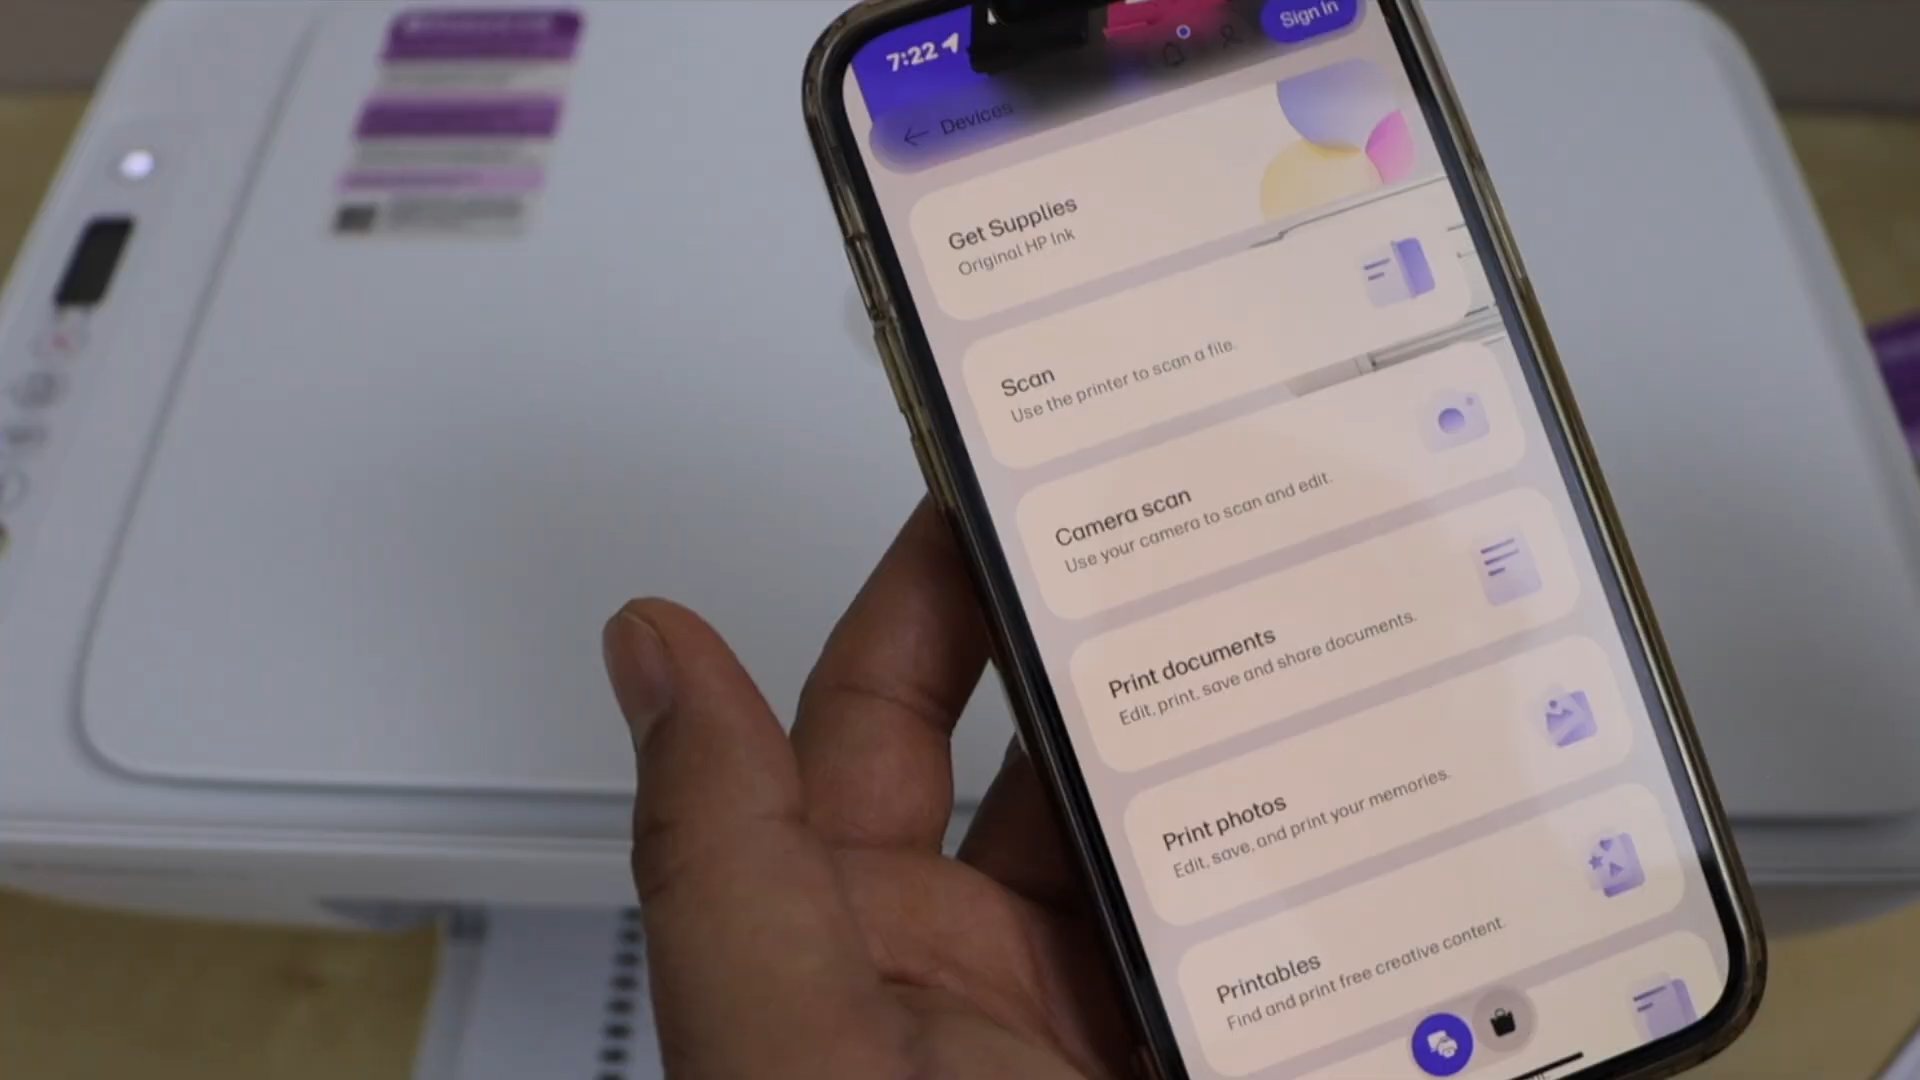 7:22
Sign in
Devices
Get Supplies
Original HP Ink
Scan
Use the printer to scan a file.
Camera scan
Use your camera to scan and edit.
Print documents
Edit, print, save and share documents.
Print photos
Edit, save, and print your memories.
Printables
Find and print free creative content.